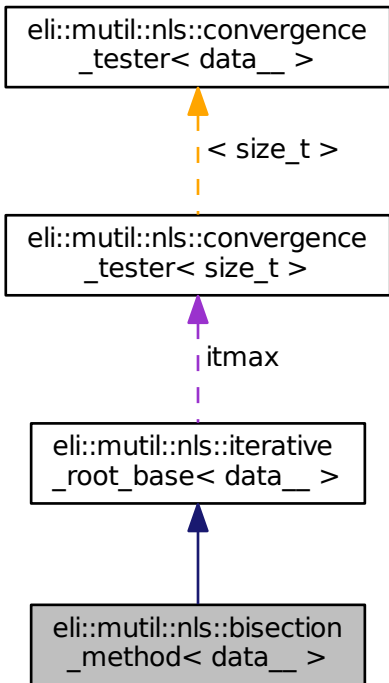 eli::mutil::nls::convergence
_tester< data__ >
< size_t >
eli::mutil::nls::convergence
_tester< size_t >
itmax
eli::mutil::nls::iterative
_root_base< data__ >
eli::mutil::nls::bisection
_method< data__ >